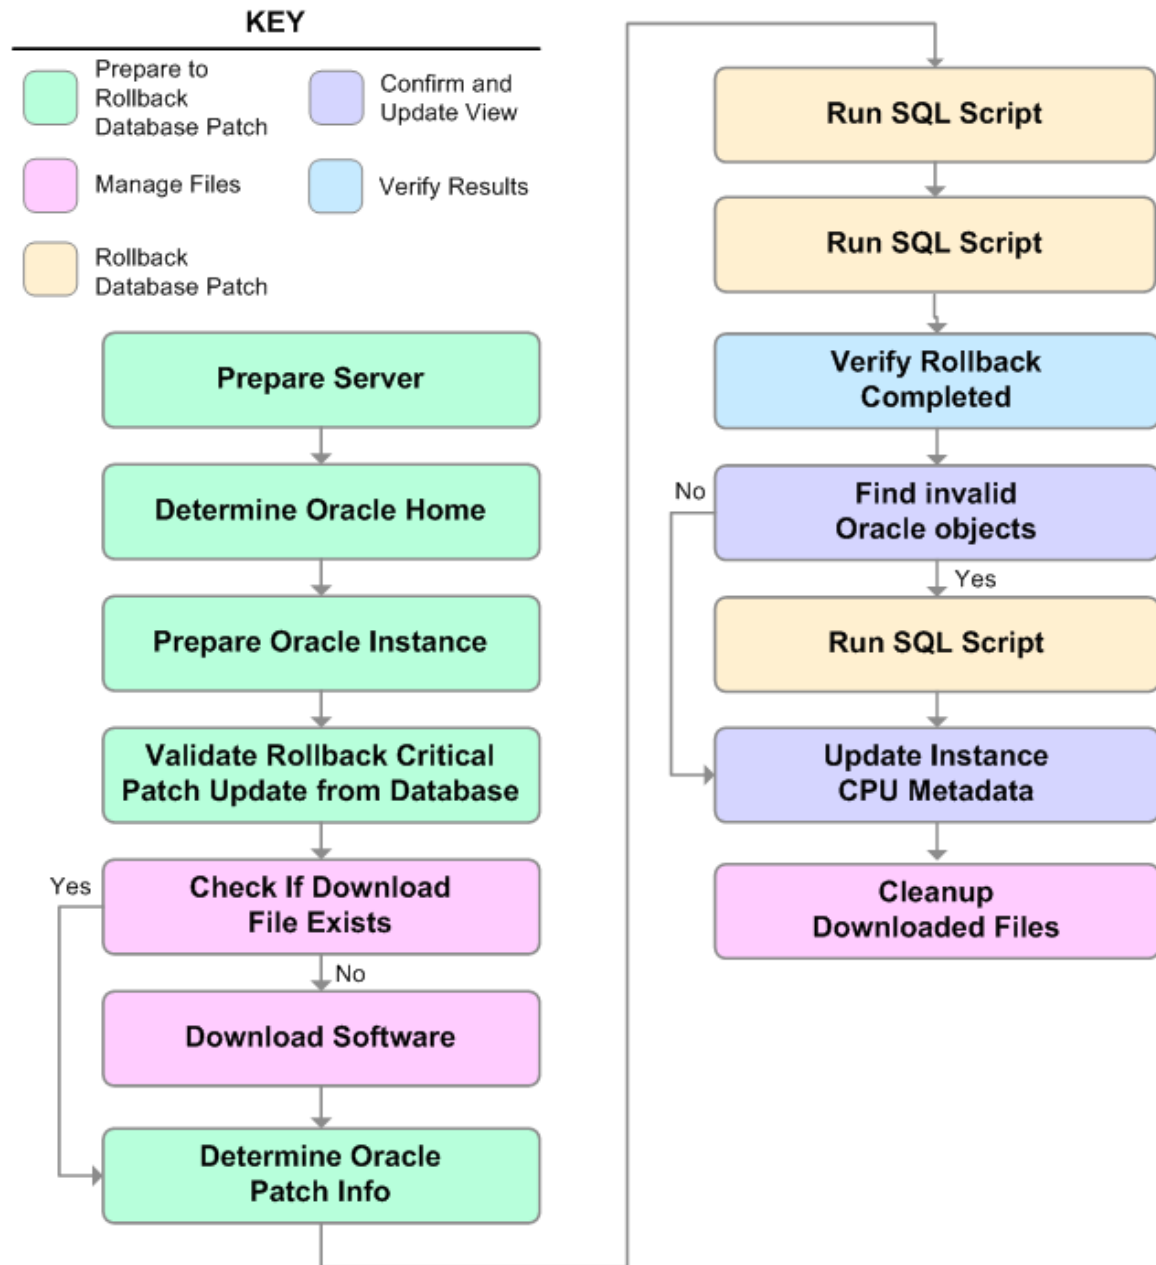 KEY
Prepare to
Rollback
Database Patch
Confirm and
Update View
Manage Files
Verify Results
Rollback
Database Patch
Prepare Server
Determine Oracle Home
Prepare Oracle Instance
Validate Rollback Critical
Patch Update from Database
Yes
Check If Download
File Exists
No
Download Software
Determine Oracle
Patch Info
Run SQL Script
Run SQL Script
Verify Rollback
Completed
No
Find invalid
Oracle objects
Yes
Run SQL Script
Update Instance
CPU Metadata
Cleanup
Downloaded Files